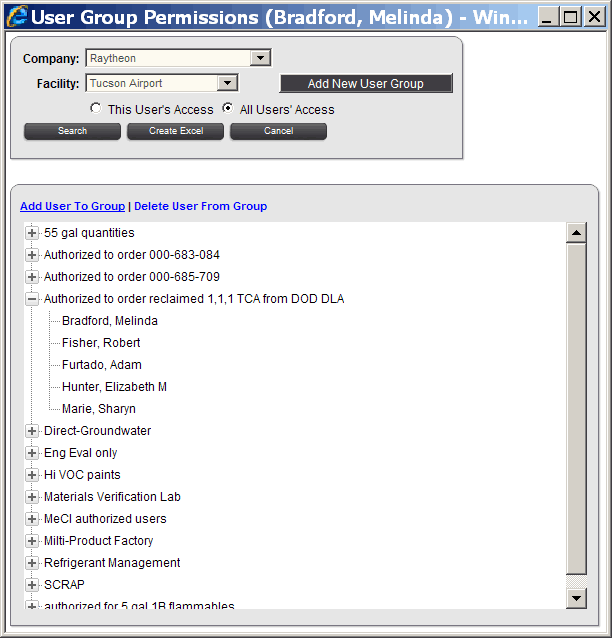 User Group Permissions (Bradford, Melinda) - Win...
Company: Raytheon
Facility: Tucson Airport Add New User Group
This User's Access All Users' Access
Search Create Excel Cancel
Add User To Group | Delete User From Group
55 gal quantities
Authorized to order 000-683-084
Authorized to order 000-685-709
Authorized to order reclaimed 1,1,1 TCA from DOD DLA
Bradford, Melinda
Fisher, Robert
Furtado, Adam
Hunter, Elizabeth M
Marie, Sharyn
Direct-Groundwater
Eng Eval only
Hi VOC paints
Materials Verification Lab
MeCl authorized users
Milti-Product Factory
Refrigerant Management
SCRAP
authorized for 5 gal 1B flammables